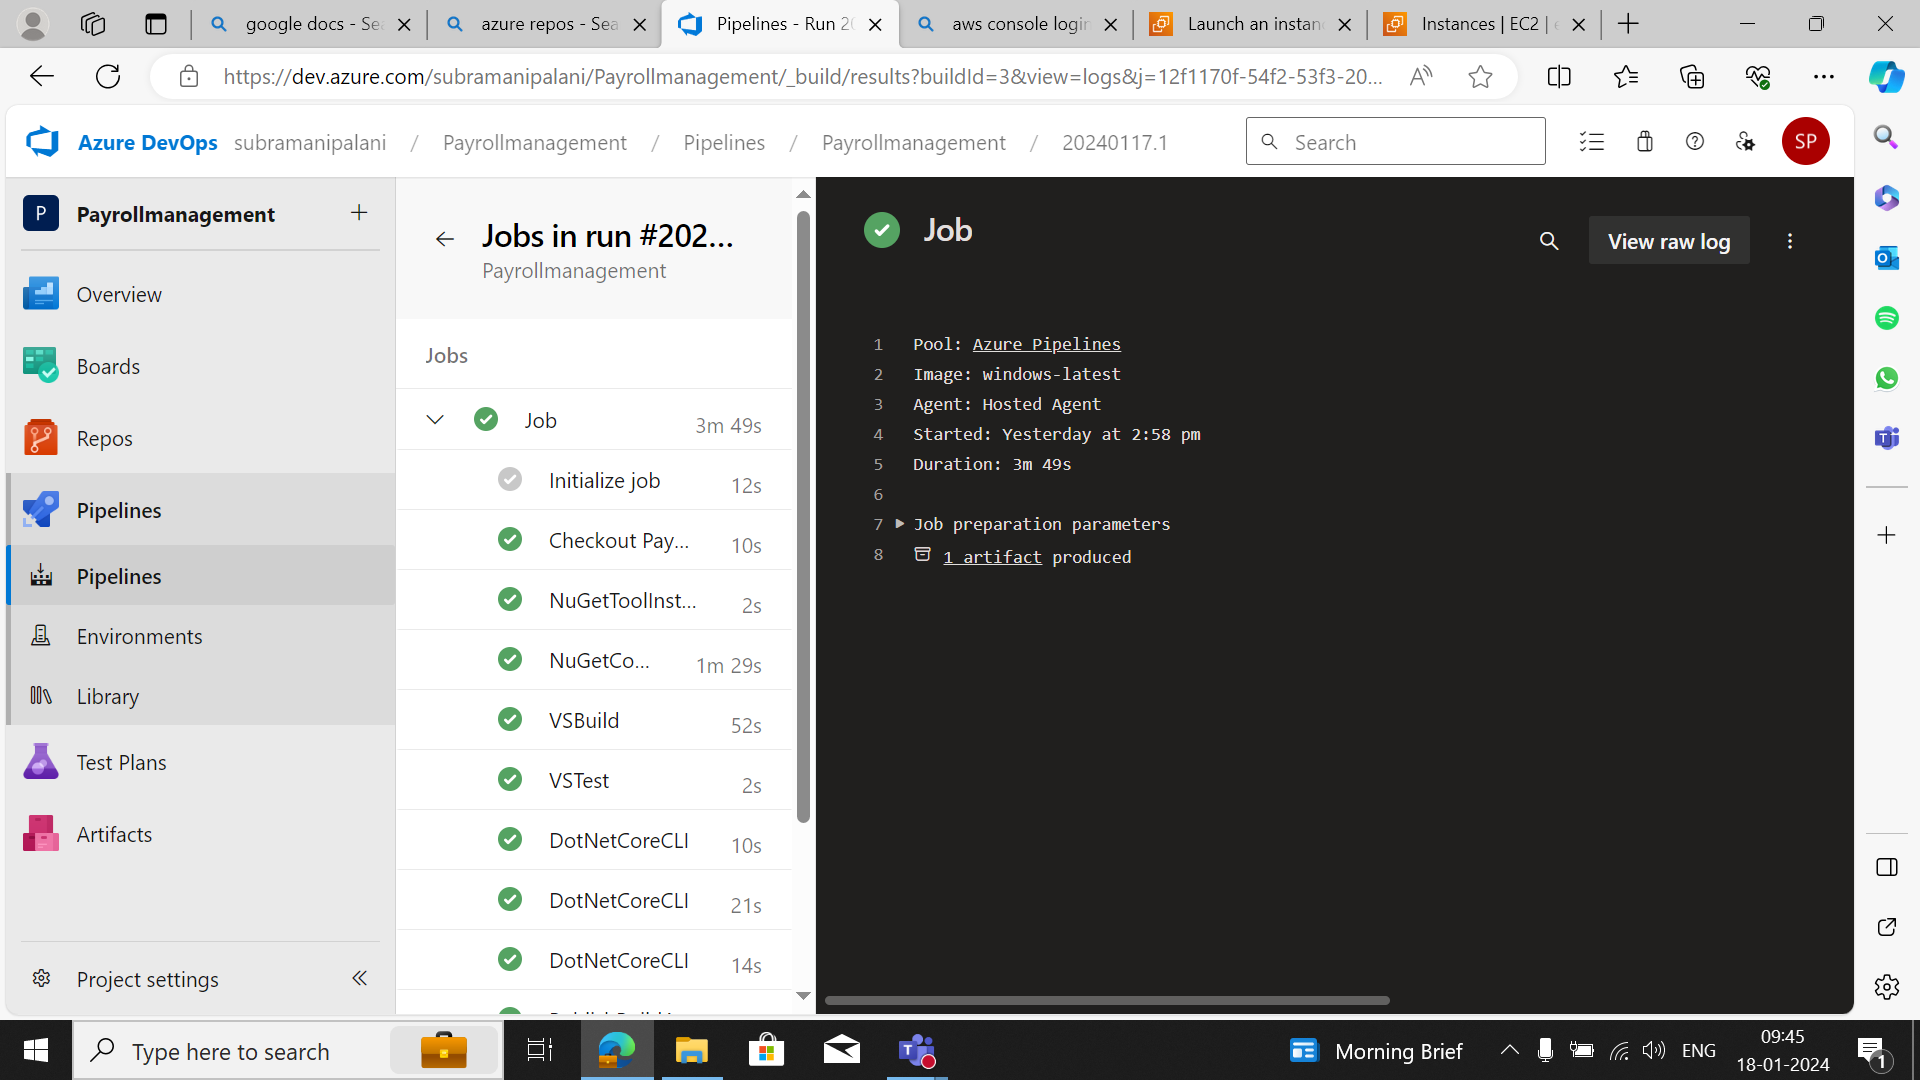 google docs - Se
azure repos - Sea
Pipelines - Run 20
aws console login
Launch an instan
Instances | EC2 | e
https://dev.azure.com/subramanipalani/Payrollmanagement/_build/results?buildId=3&view=logs&j=12f1170f-54f2-53f3-20...
Azure DevOps subramanipalani / Payrollmanagement / Pipelines / Payrollmanagement / 20240117.1
Search
SP
P Payrollmanagement
Overview
Boards
Repos
Pipelines
Pipelines
Environments
Library
Test Plans
Artifacts
Project settings
Jobs in run #202...
Payrollmanagement
Jobs
Job 3m 49s
Initialize job 12s
Checkout Pay... 10s
NuGetToolInst... 2s
NuGetCo... 1m 29s
VSBuild 52s
VSTest 2s
DotNetCoreCLI 10s
DotNetCoreCLI 21s
DotNetCoreCLI 14s
Job
View raw log
1 Pool: Azure Pipelines
2 Image: windows-latest
3 Agent: Hosted Agent
4 Started: Yesterday at 2:58 pm
5 Duration: 3m 49s
6
7 Job preparation parameters
8 1 artifact produced
Type here to search
Morning Brief
ENG
09:45
18-01-2024
1